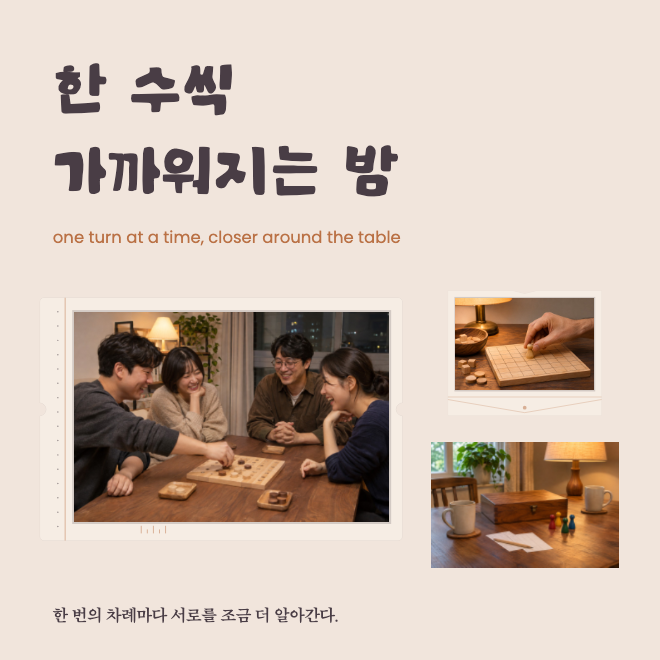 한 수씩
가까워지는 밤
one turn at a time, closer around the table
한 번의 차례마다 서로를 조금 더 알아간다.